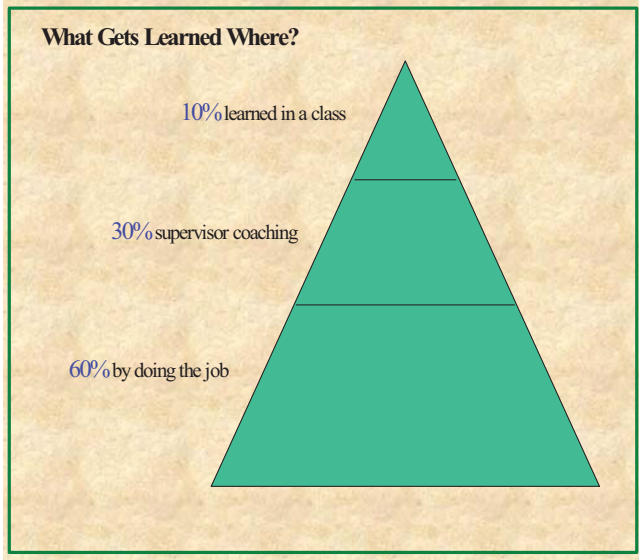 What Gets Learned Where?
10% learned in a class
30% supervisor coaching
60% by doing the job